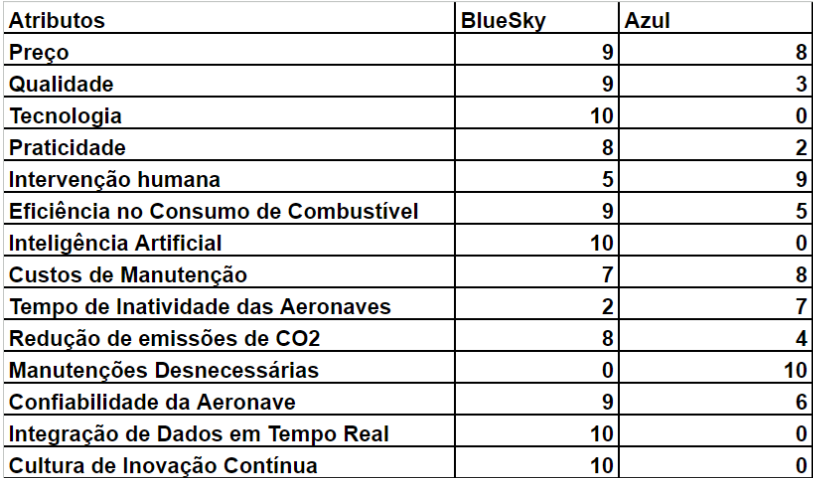 Atributos BlueSky Azul
Preço 9 8
Qualidade 9 3
Tecnologia 10 0
Praticidade 8 2
Intervenção humana 5 9
Eficiência no Consumo de Combustível 9 5
Inteligência Artificial 10 0
Custos de Manutenção 7 8
Tempo de Inatividade das Aeronaves 2 7
Redução de emissões de CO2 8 4
Manutenções Desnecessárias 0 10
Confiabilidade da Aeronave 9 6
Integração de Dados em Tempo Real 10 0
Cultura de Inovação Contínua 10 0